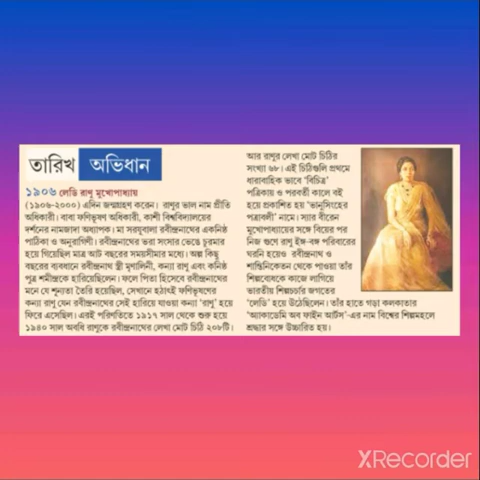 তারিখ অভিধান
১৯০৬ লেডি রাণু মুখোপাধ্যায়
(১৯০৬-২০০০) এদিন জন্মগ্রহণ করেন। রাণুর ভাল নাম প্রীতি
অধিকারী। বাবা ফণিভূষণ অধিকারী, কাশী বিশ্ববিদ্যালয়ের
দর্শনের নামজাদা অধ্যাপক। মা সরযূবালা রবীন্দ্রনাথের একনিষ্ঠ
পাঠিকা ও অনুরাগিণী। রবীন্দ্রনাথের ভরা সংসার ভেঙে চুরমার
হয়ে গিয়েছিল মাত্র আট বছরের সময়সীমার মধ্যে। অল্প কিছু
বছরের ব্যবধানে রবীন্দ্রনাথ স্ত্রী মৃণালিনী, কন্যা রাণু এবং কনিষ্ঠ
পুত্র শমীন্দ্রকে হারিয়েছিলেন। ফলে পিতা হিসেবে রবীন্দ্রনাথের
মনে যে শূন্যতা তৈরি হয়েছিল, সেখানে হঠাৎই ফণিভূষণের
কন্যা রাণু যেন রবীন্দ্রনাথের সেই হারিয়ে যাওয়া কন্যা 'রাণু' হয়ে
ফিরে এসেছিল। এরই পরিণতিতে ১৯১৭ সাল থেকে শুরু হয়ে
১৯৪০ সাল অবধি রাণুকে রবীন্দ্রনাথের লেখা মোট চিঠি ২০৮টি।
আর রাণুর লেখা মোট চিঠির
সংখ্যা ৬৮। এই চিঠিগুলি প্রথমে
ধারাবাহিক ভাবে 'বিচিত্র'
পত্রিকায় ও পরবর্তী কালে বই
হয়ে প্রকাশিত হয় 'ভানুসিংহের
পত্রাবলী' নামে। স্যার বীরেন
মুখোপাধ্যায়ের সঙ্গে বিয়ের পর
নিজ গুণে রাণু ইঙ্গ-বঙ্গ পরিবারের
ঘরনি হয়েও রবীন্দ্রনাথ ও
শান্তিনিকেতন থেকে পাওয়া তাঁর
শিল্পবোধকে কাজে লাগিয়ে
ভারতীয় শিল্পচর্চার জগতের
'লেডি' হয়ে উঠেছিলেন। তাঁর হাতে গড়া কলকাতার
'অ্যাকাডেমি অব ফাইন আর্টস'-এর নাম বিশ্বের শিল্পমহলে
শ্রদ্ধার সঙ্গে উচ্চারিত হয়।
XRecorder